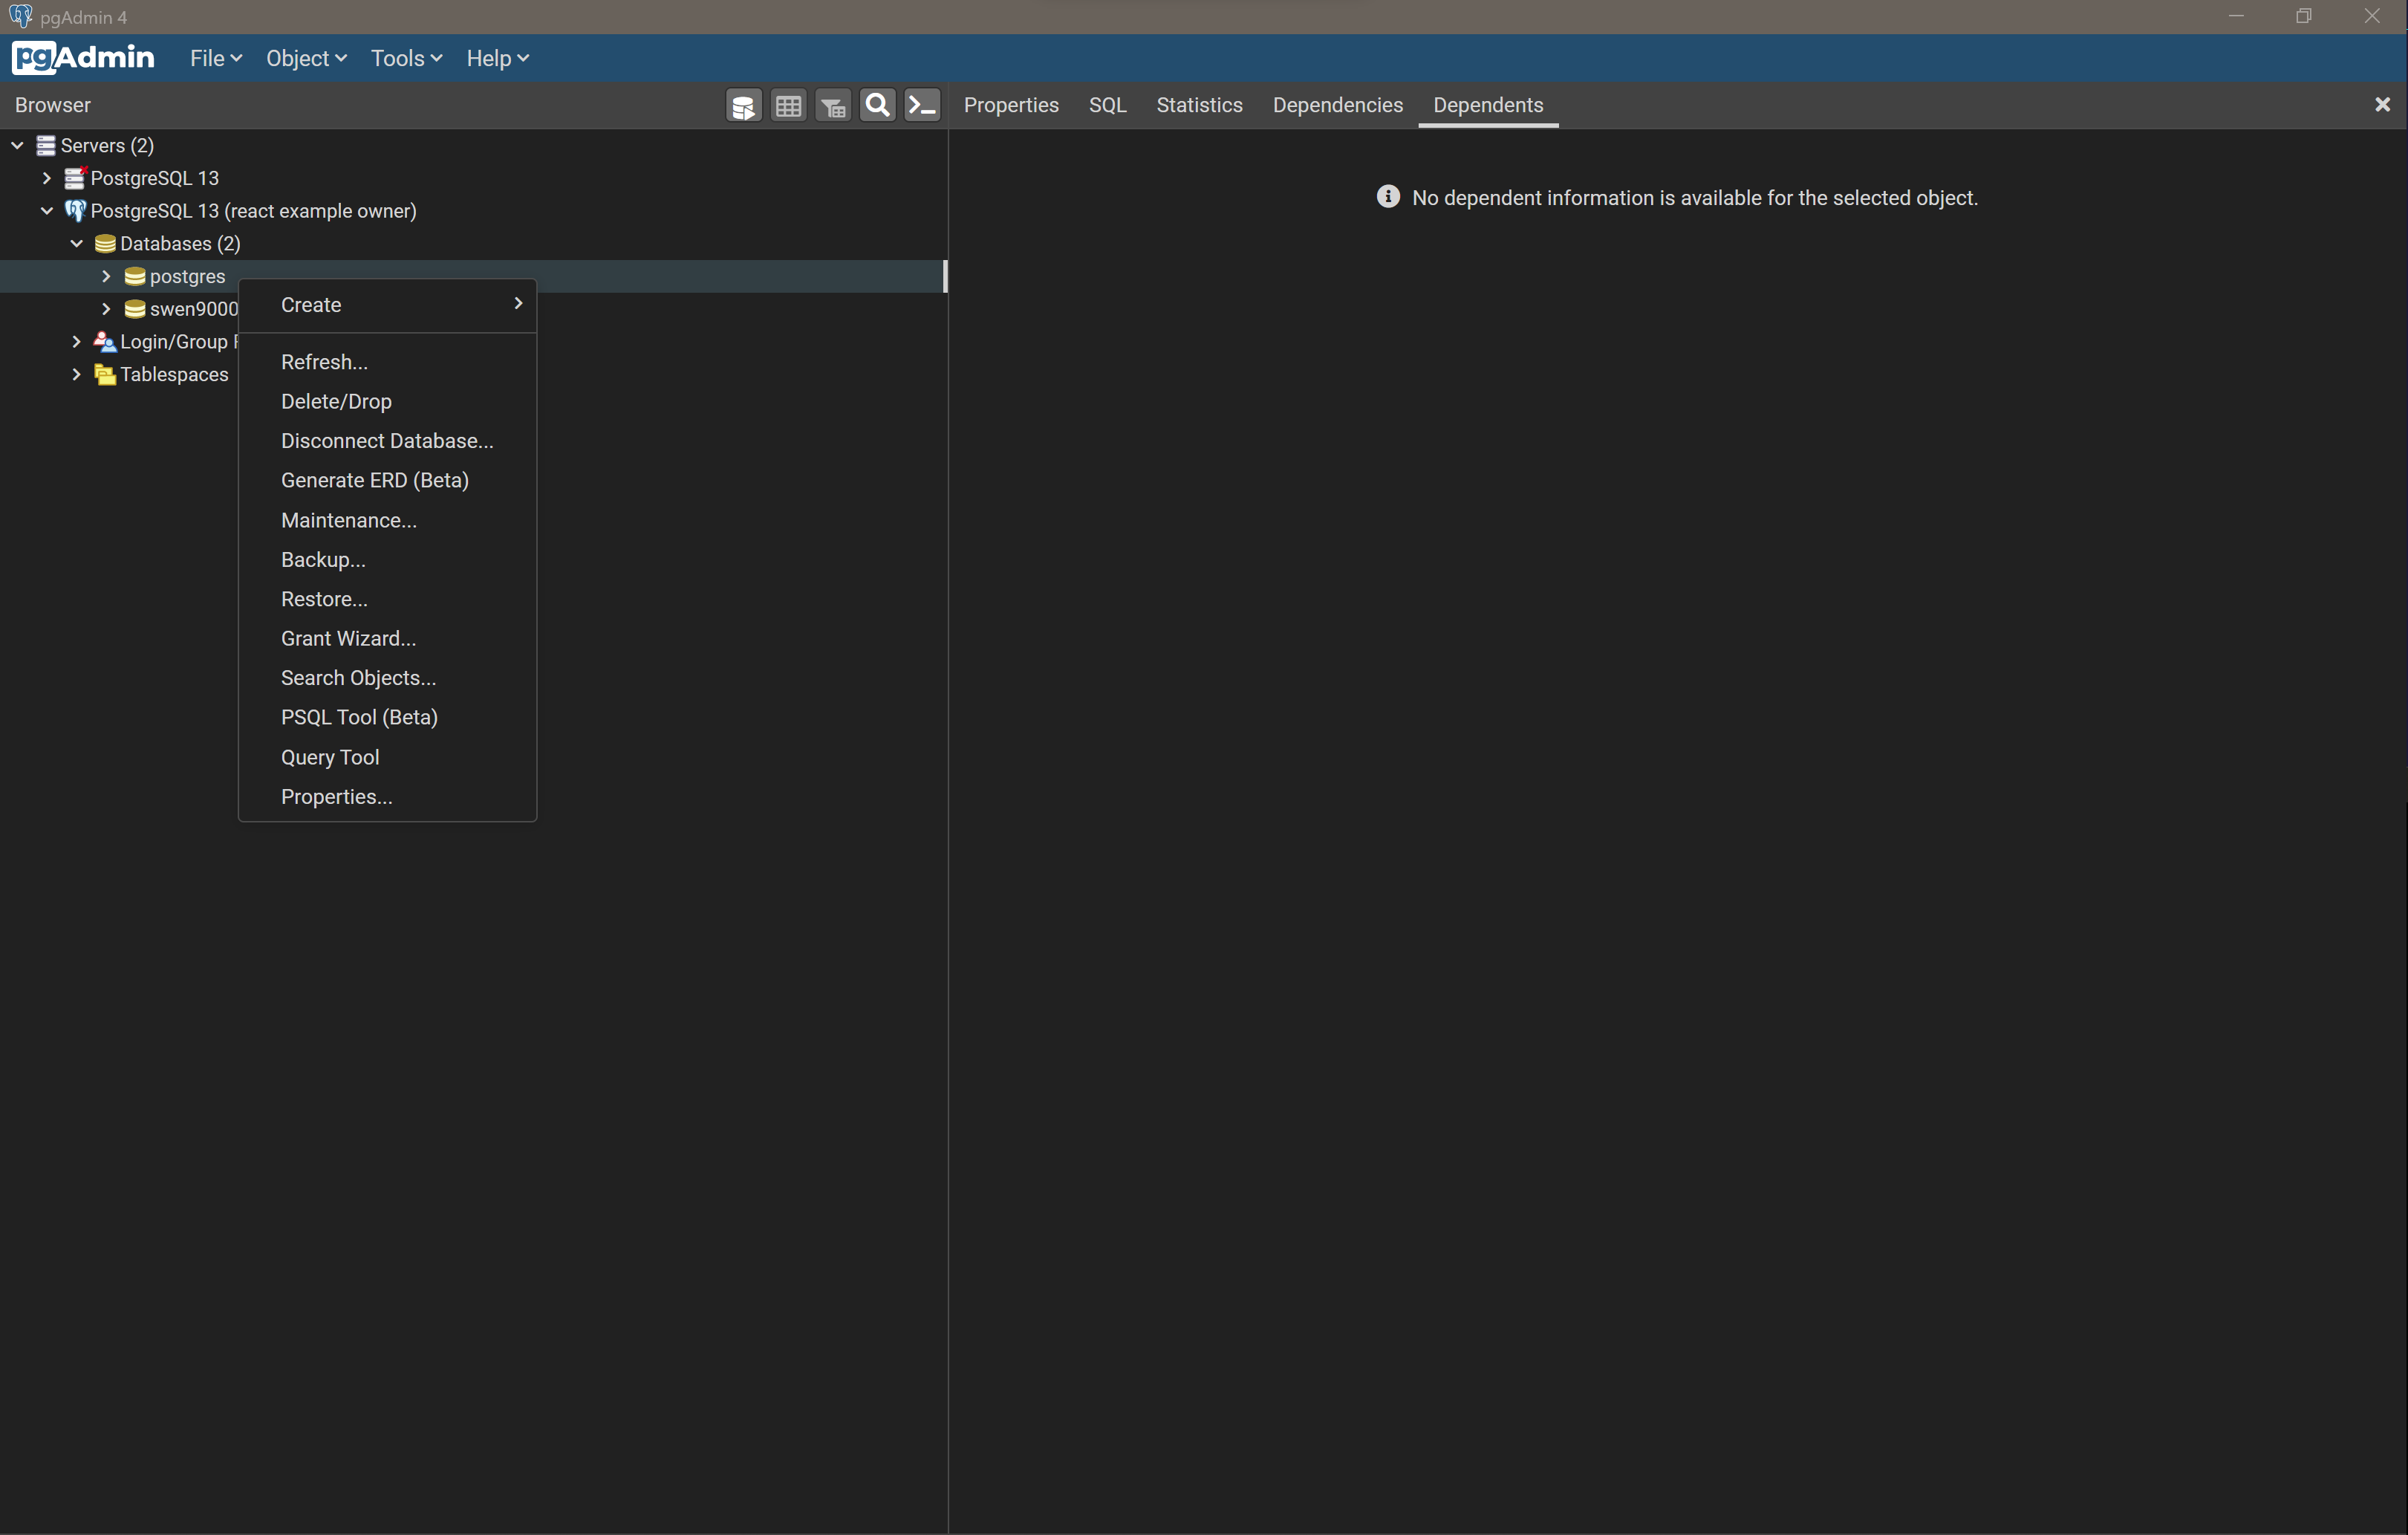 pgAdmin 4
pgAdmin File Object Tools Help
Browser
Properties SQL Statistics Dependencies Dependents
Servers (2)
PostgreSQL 13
PostgreSQL 13 (react example owner)
Databases (2)
postgres
swen9000
Login/Group
Tablespaces
Create
Refresh...
Delete/Drop
Disconnect Database...
Generate ERD (Beta)
Maintenance...
Backup...
Restore...
Grant Wizard...
Search Objects...
PSQL Tool (Beta)
Query Tool
Properties...
No dependent information is available for the selected object.